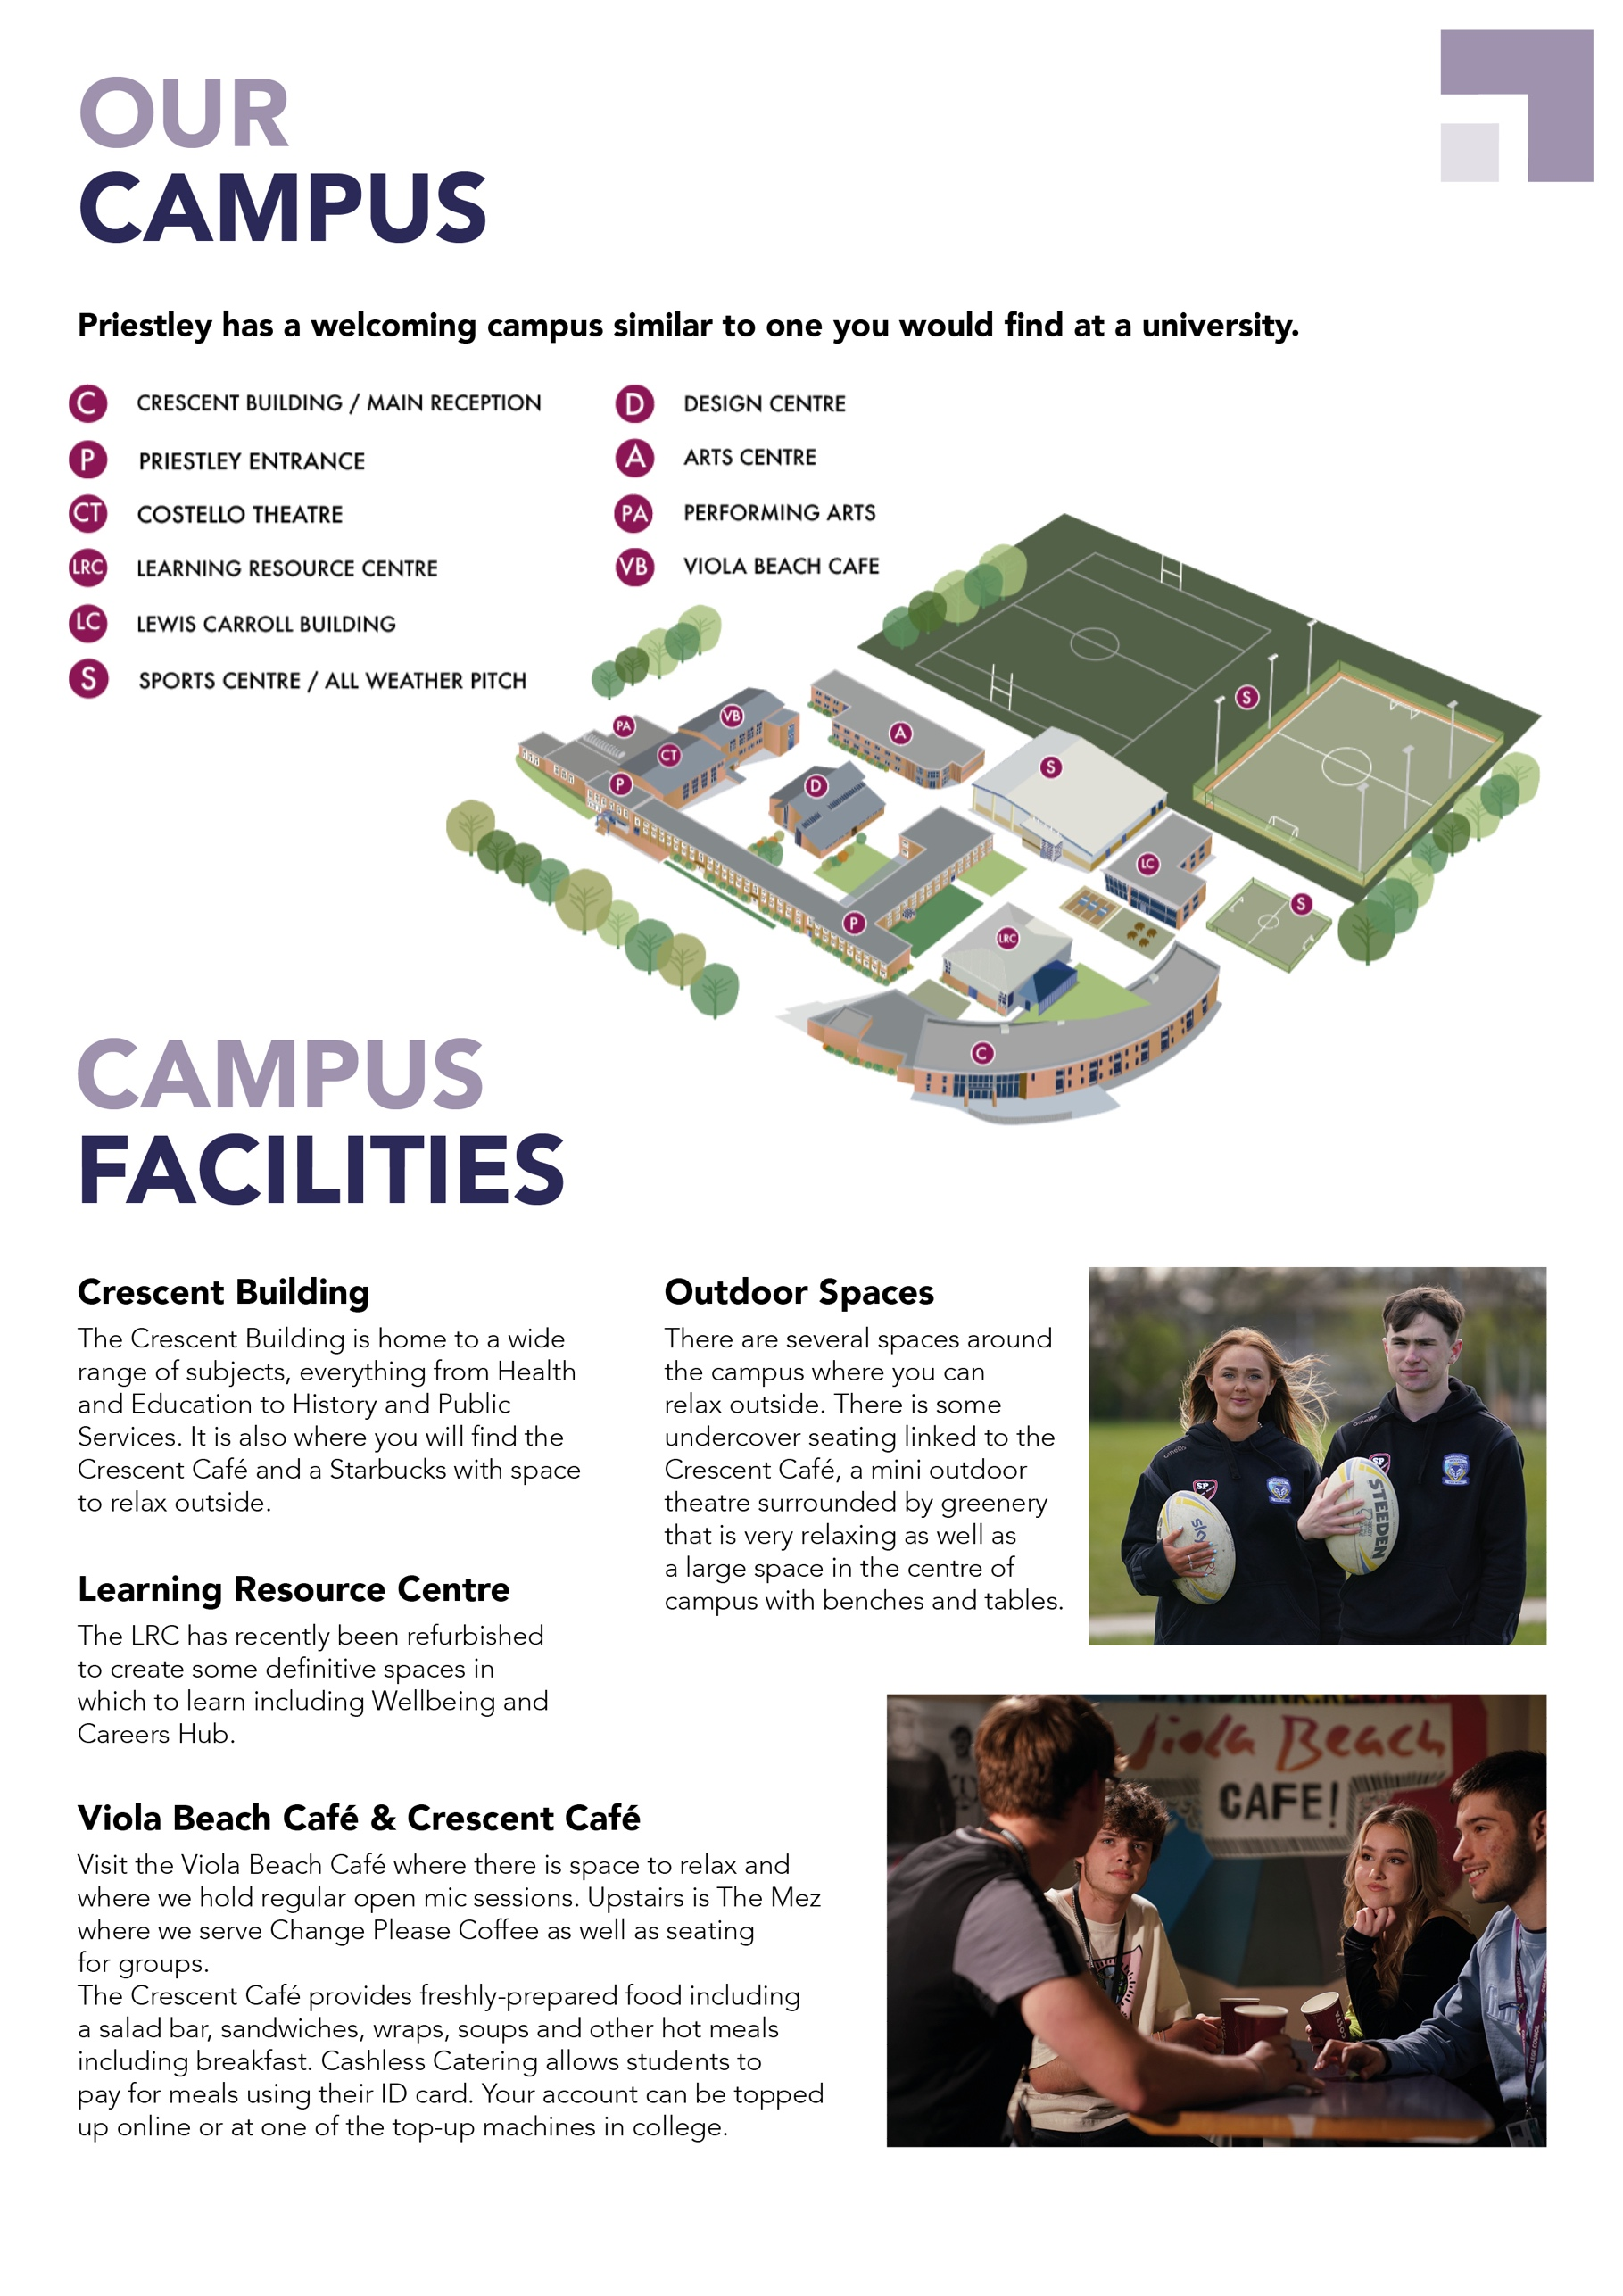 OUR
CAMPUS
Priestley has a welcoming campus similar to one you would find at a university.
C CRESCENT BUILDING / MAIN RECEPTION
P PRIESTLEY ENTRANCE
CT COSTELLO THEATRE
LRC LEARNING RESOURCE CENTRE
LC LEWIS CARROLL BUILDING
S SPORTS CENTRE / ALL WEATHER PITCH
D DESIGN CENTRE
A ARTS CENTRE
PA PERFORMING ARTS
VB VIOLA BEACH CAFE
S
VB
PA
A
CT
S
P
D
LC
S
P
LRC
C
CAMPUS
FACILITIES
Crescent Building
The Crescent Building is home to a wide
range of subjects, everything from Health
and Education to History and Public
Services. It is also where you will find the
Crescent Café and a Starbucks with space
to relax outside.
Learning Resource Centre
The LRC has recently been refurbished
to create some definitive spaces in
which to learn including Wellbeing and
Careers Hub.
Viola Beach Café & Crescent Café
Visit the Viola Beach Café where there is space to relax and
where we hold regular open mic sessions. Upstairs is The Mez
where we serve Change Please Coffee as well as seating
for groups.
The Crescent Café provides freshly-prepared food including
a salad bar, sandwiches, wraps, soups and other hot meals
including breakfast. Cashless Catering allows students to
pay for meals using their ID card. Your account can be topped
up online or at one of the top-up machines in college.
Outdoor Spaces
There are several spaces around
the campus where you can
relax outside. There is some
undercover seating linked to the
Crescent Café, a mini outdoor
theatre surrounded by greenery
that is very relaxing as well as
a large space in the centre of
campus with benches and tables.
o'neills
SP
sky
o'neills
SP
STEEDEN
Viola Beach
CAFE!
COSTA
COLLEGE COUNCIL